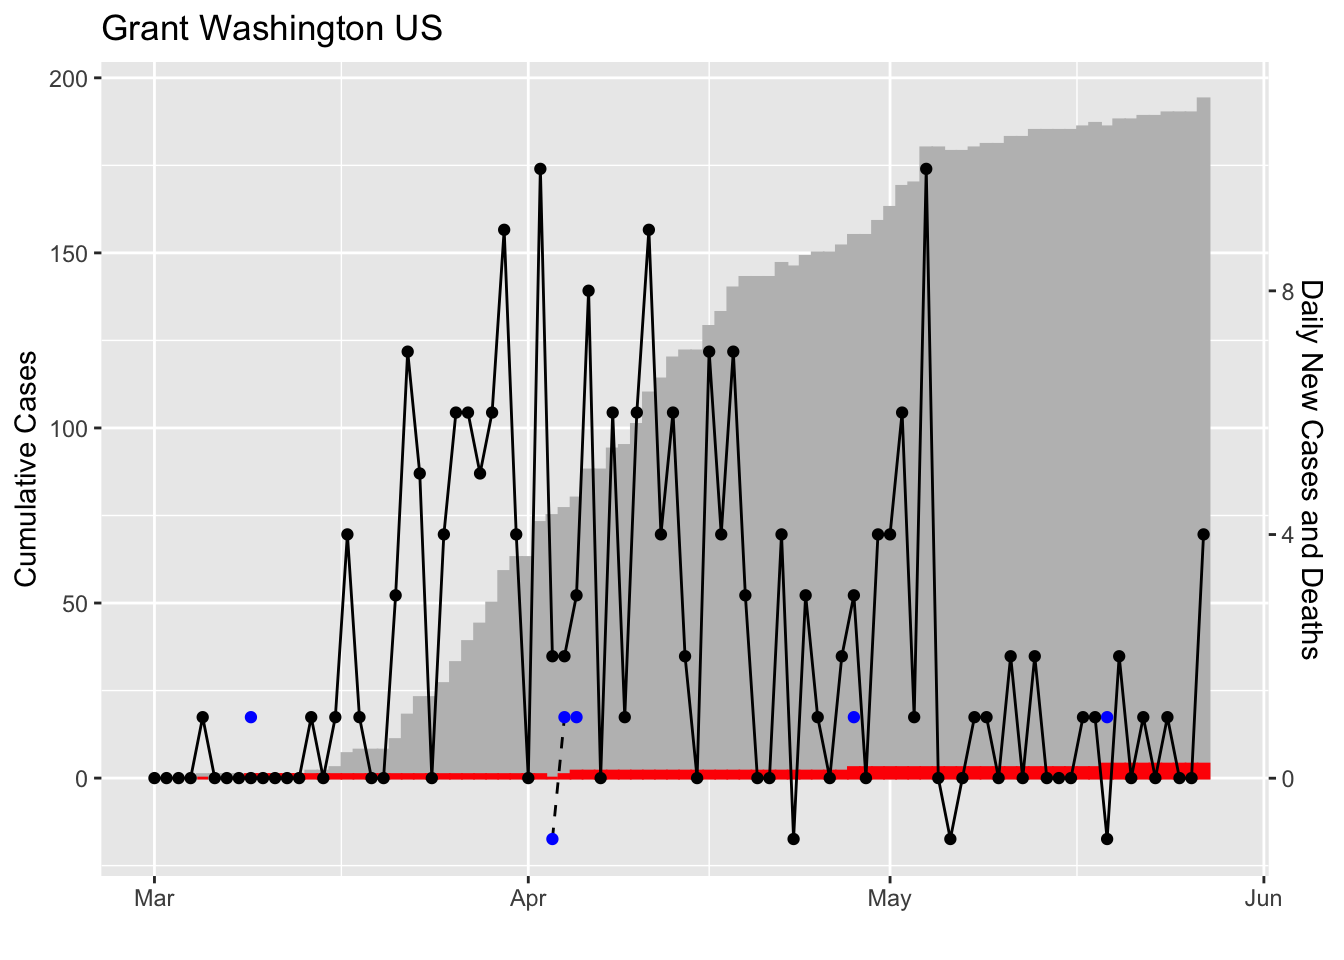 Grant Washington US
200
150
100
50
0
Cumulative Cases
8
4
0
Daily New Cases and Deaths
Mar
Apr
May
Jun